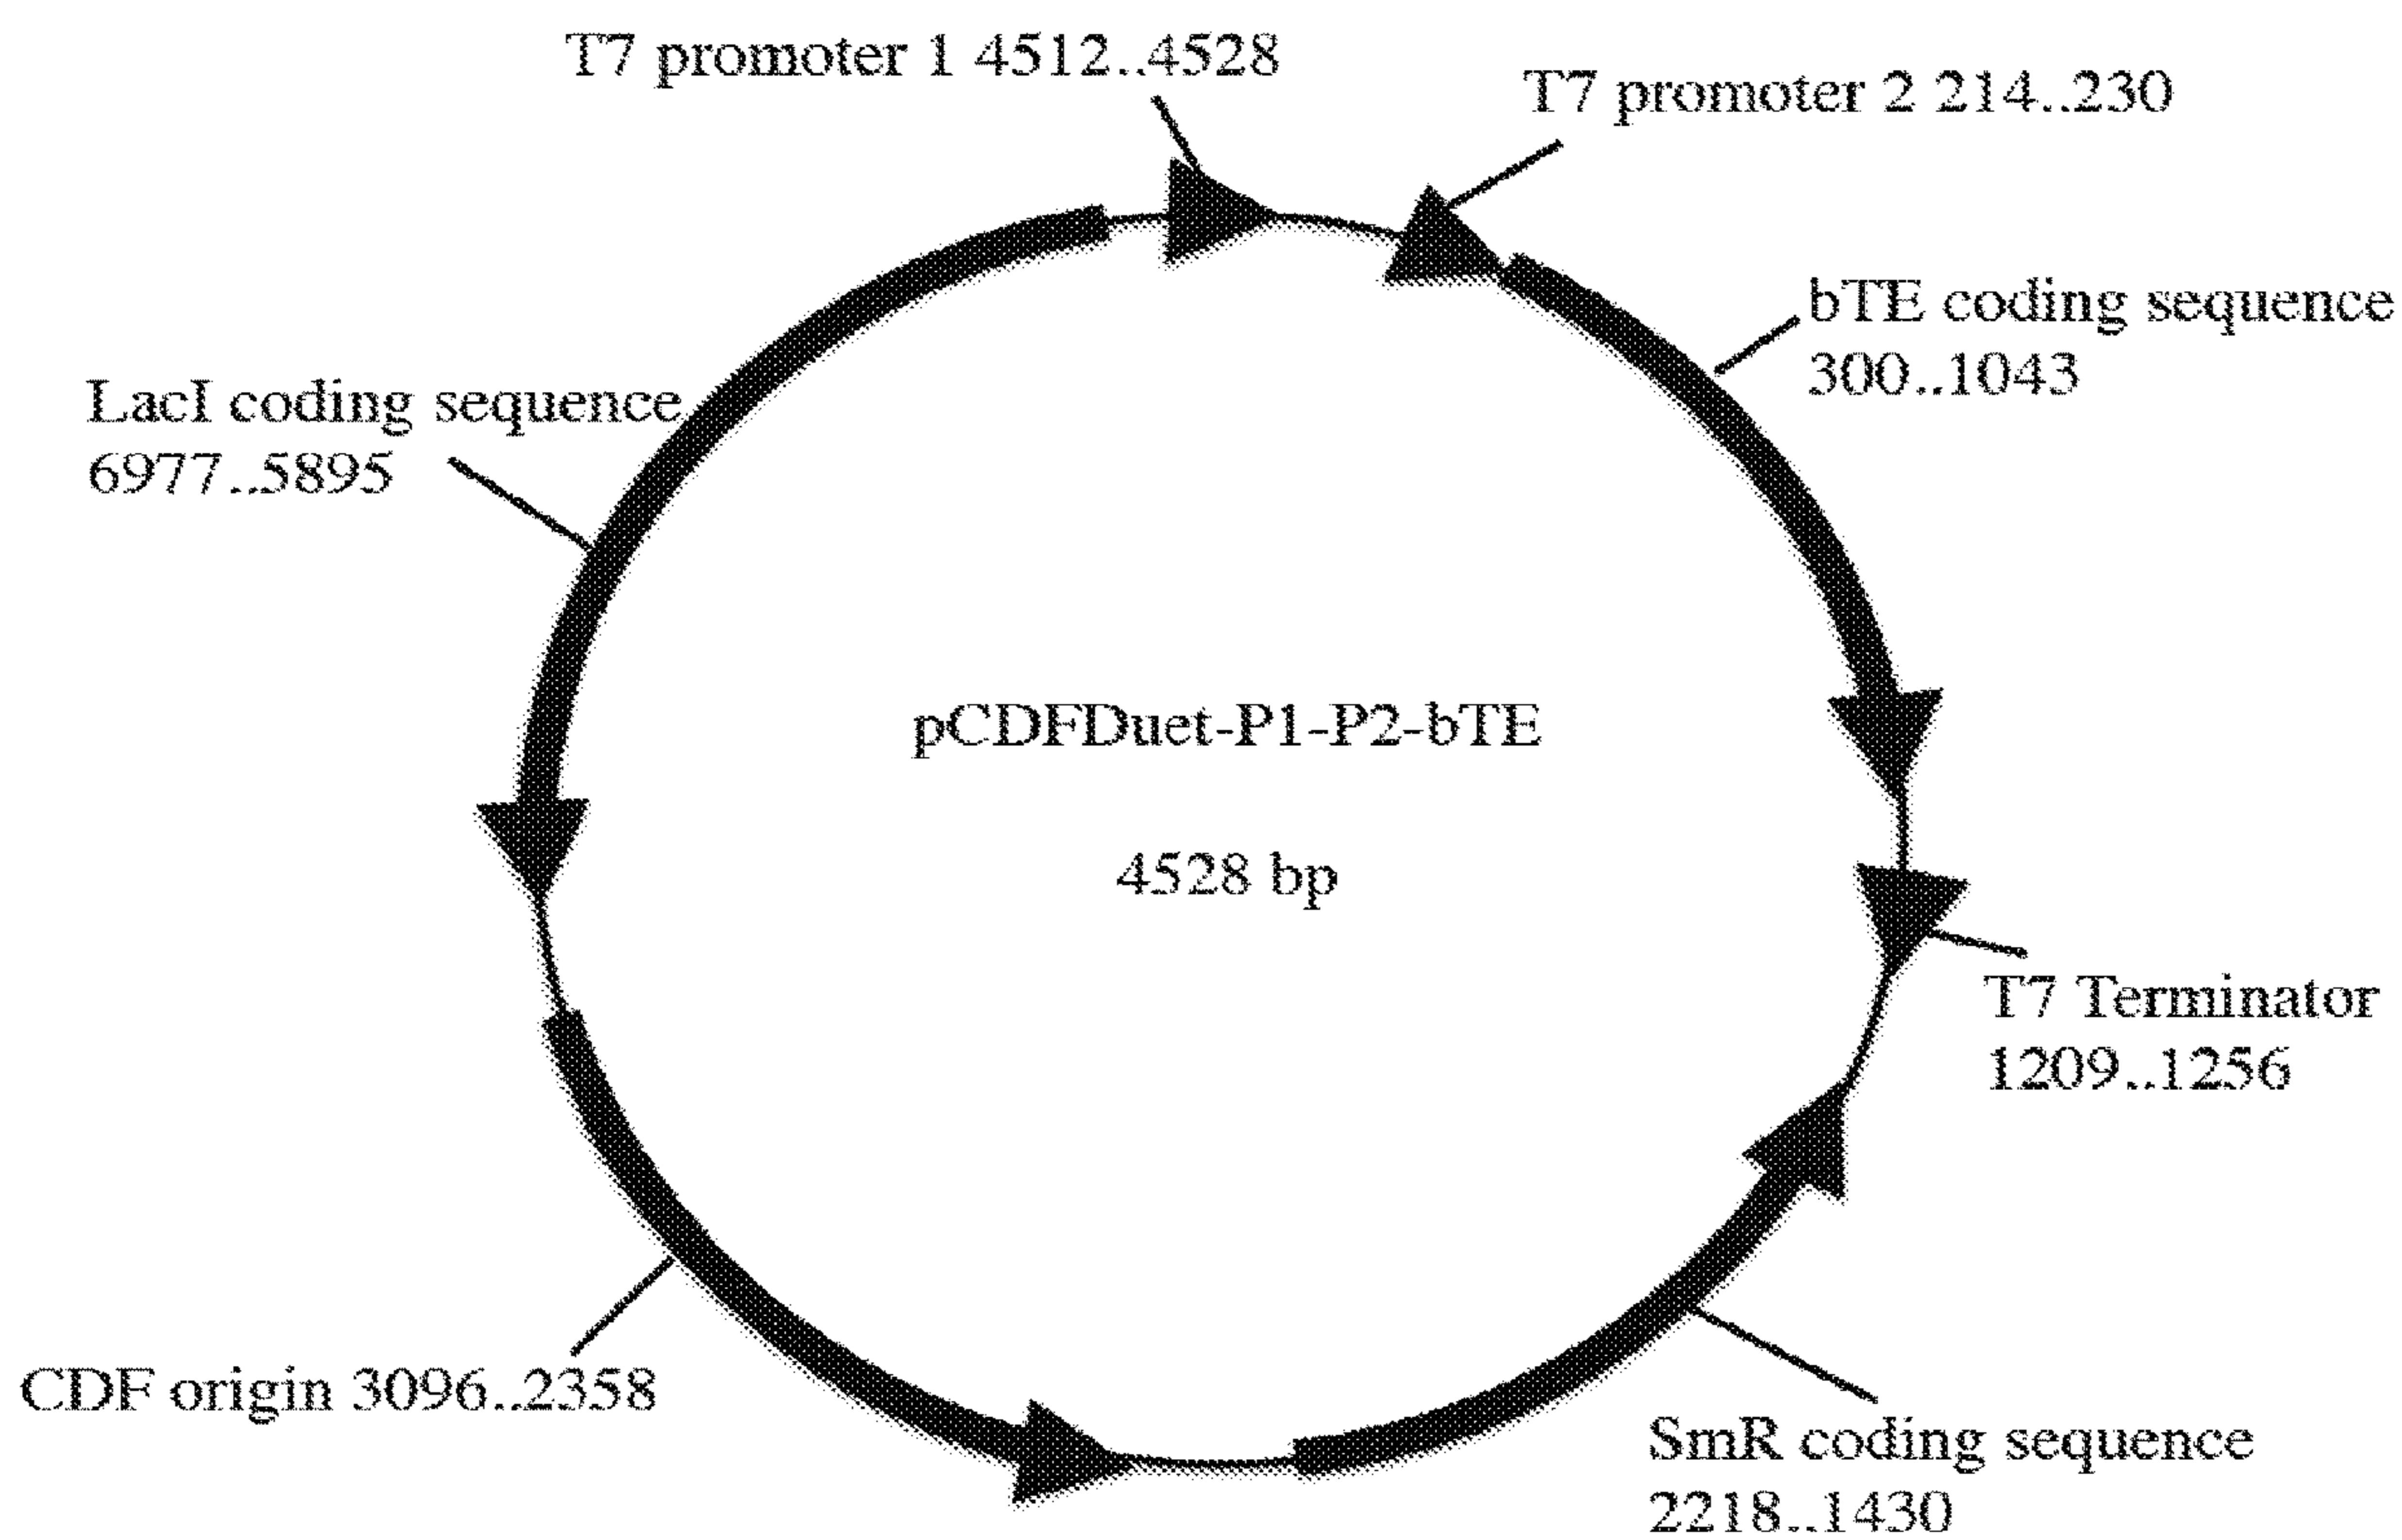 T7 promoter 1 4512..4528
T7 promoter 2 214..230
bTE coding sequence
300..1043
LacI coding sequence
6977..5895
pCDFDuet-P1-P2-bTE
4528 bp
T7 Terminator
1209..1256
CDF origin 3096..2358
SmR coding sequence
2218..1430